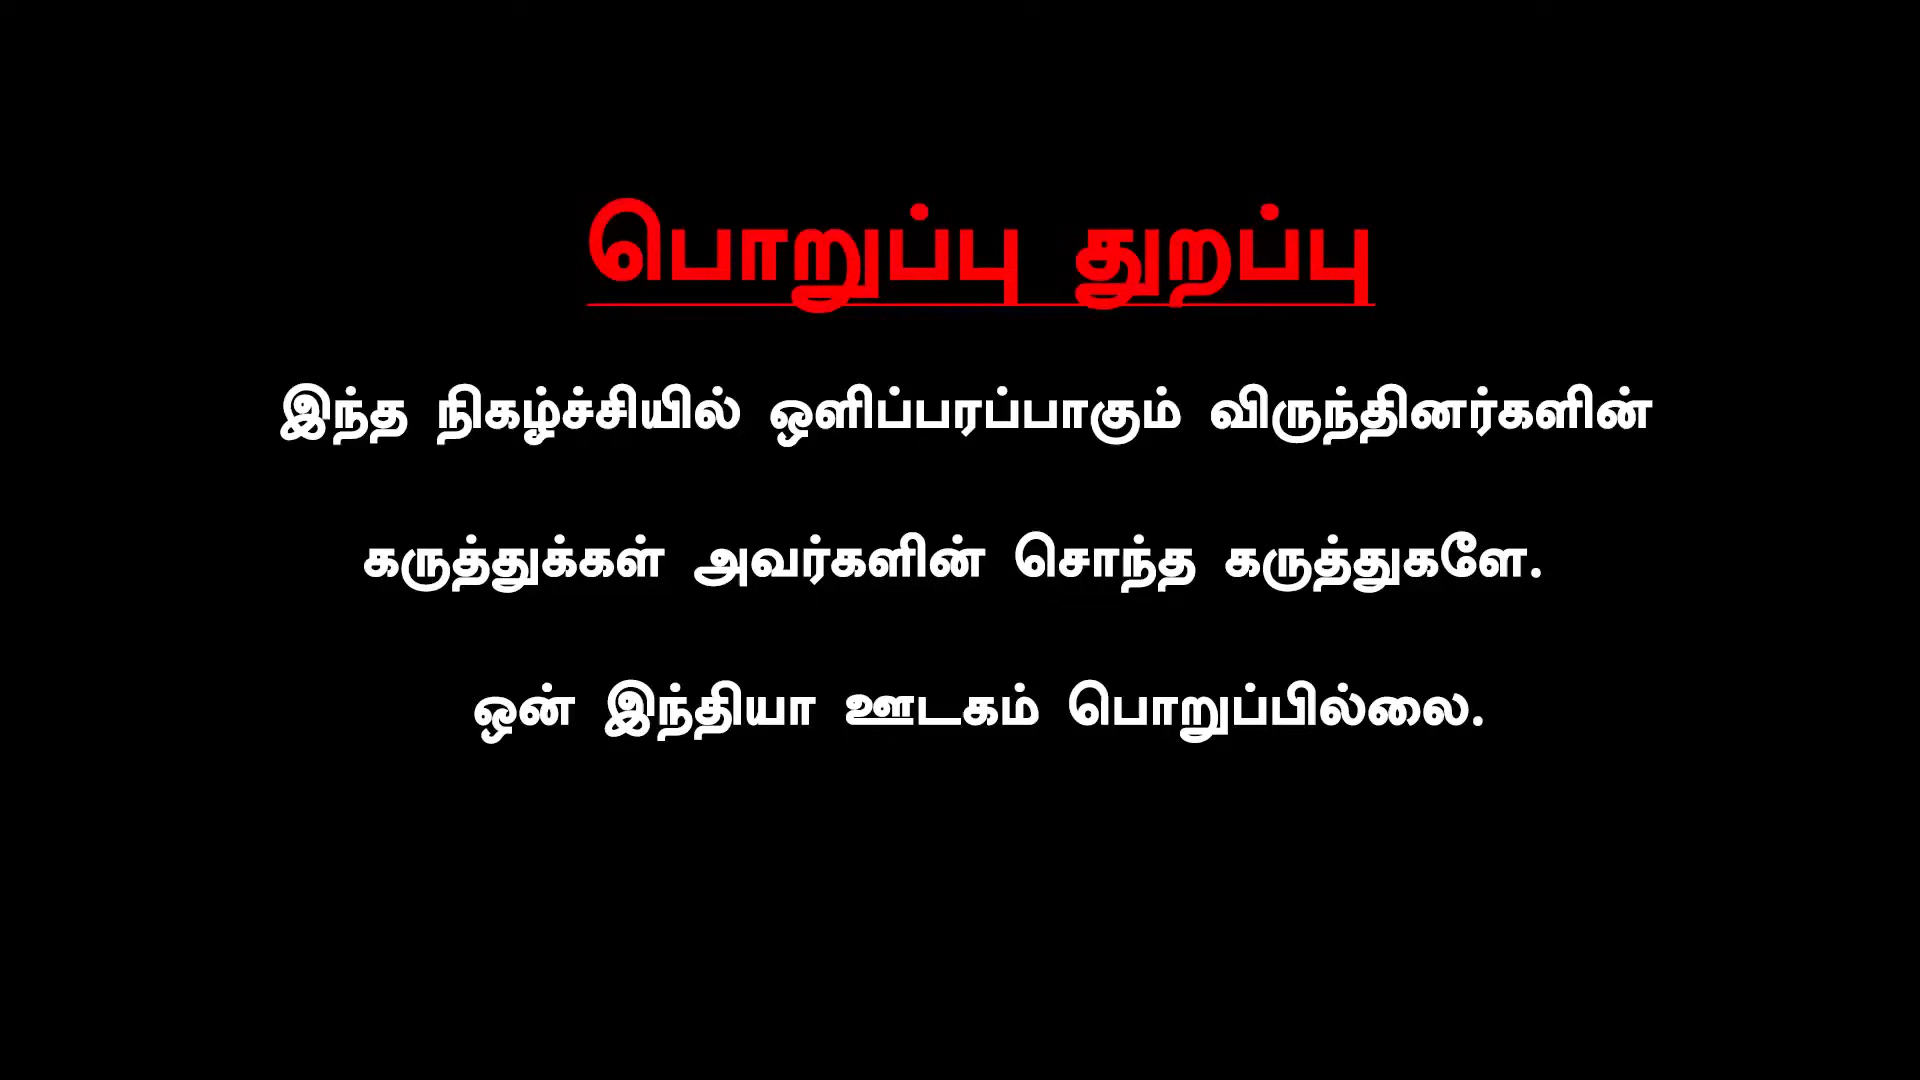 பொறுப்பு துறப்பு
இந்த நிகழ்ச்சியில் ஒளிப்பரப்பாகும் விருந்தினர்களின்
கருத்துக்கள் அவர்களின் சொந்த கருத்துகளே.
ஒன் இந்தியா ஊடகம் பொறுப்பில்லை.